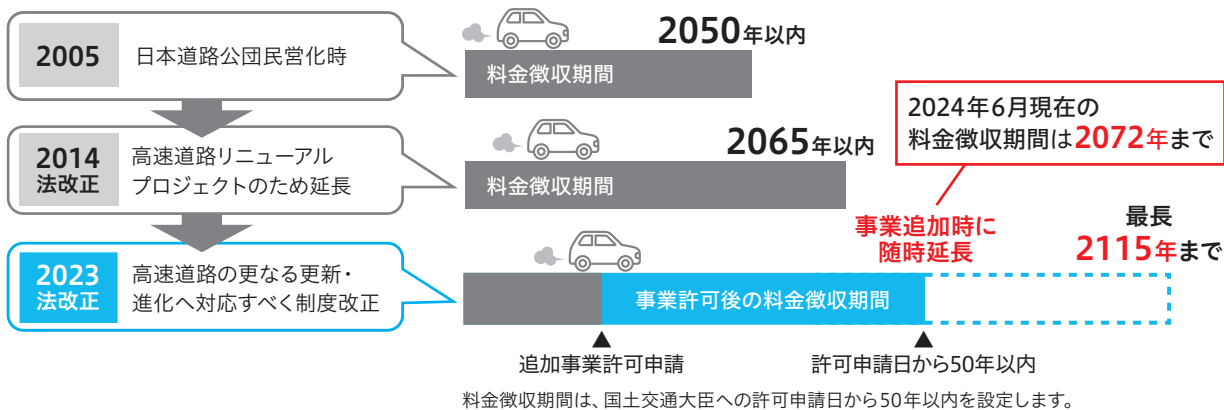 2005
日本道路公団民営化時
2050年以内
料金徴収期間
2014
法改正
高速道路リニューアル
プロジェクトのため延長
2065年以内
料金徴収期間
2024年6月現在の
料金徴収期間は2072年まで
2023
法改正
高速道路の更なる更新・
進化へ対応すべく制度改正
事業追加時に
随時延長
最長
2115年まで
事業許可後の料金徴収期間
追加事業許可申請
許可申請日から50年以内
料金徴収期間は、国土交通大臣への許可申請日から50年以内を設定します。